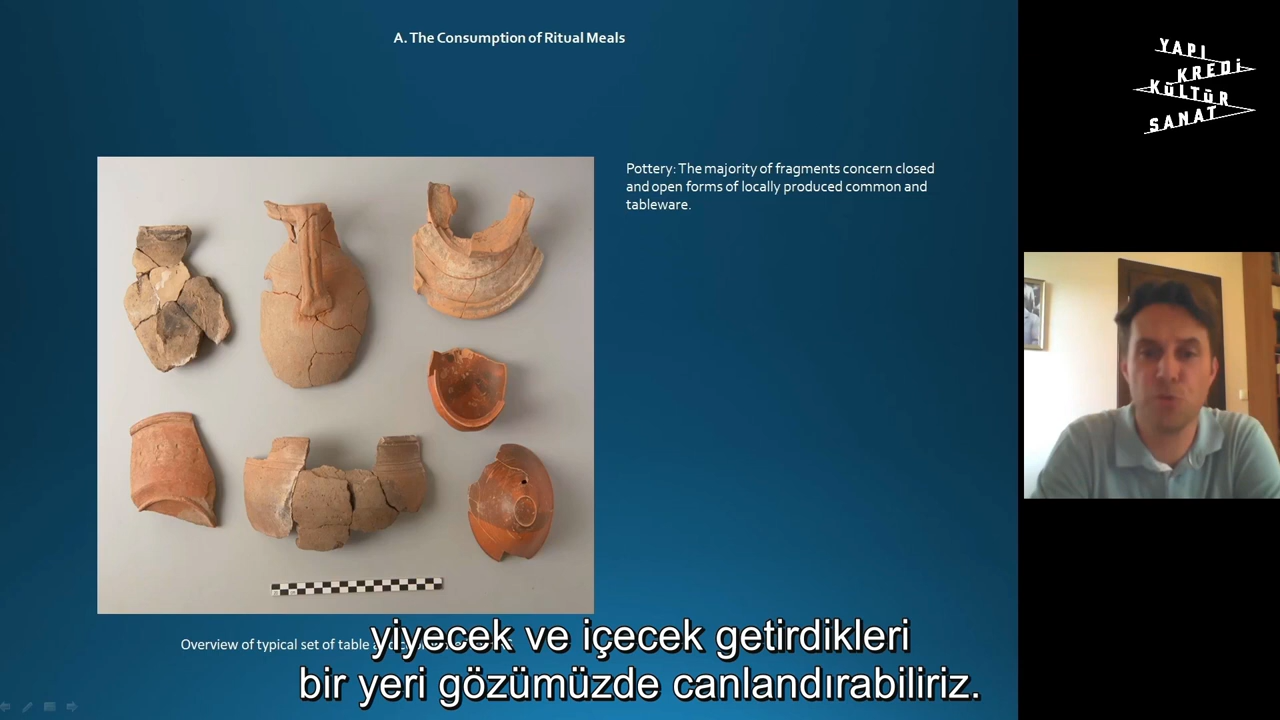 A. The Consumption of Ritual Meals
YAPI
KREDİ
KÜLTÜR
SANAT
Pottery: The majority of fragments concern closed
and open forms of locally produced common and
tableware.
Overview of typical set of table
yiyecek ve içecek getirdikleri
bir yeri gözümüzde canlandırabiliriz.